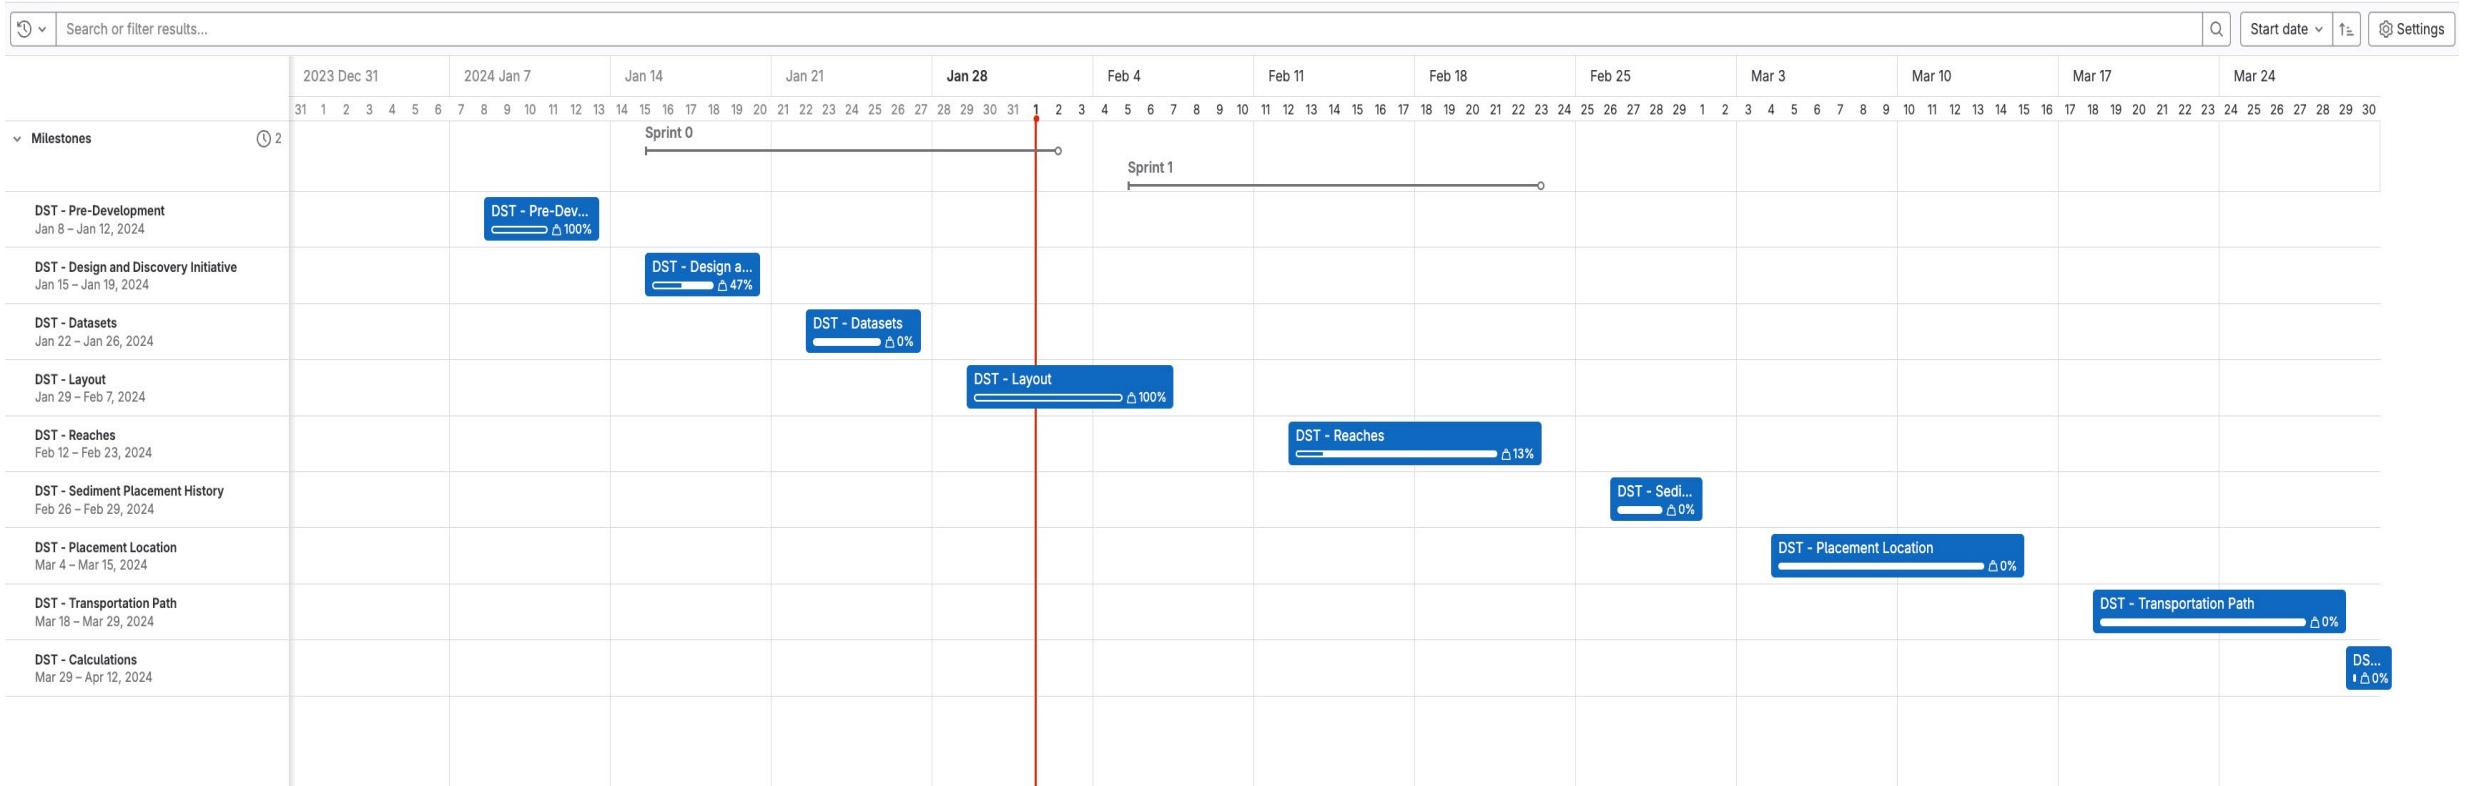 Search or filter results...
Start date
Settings
2023 Dec 31 2024 Jan 7 Jan 14 Jan 21 Jan 28 Feb 4 Feb 11 Feb 18 Feb 25 Mar 3 Mar 10 Mar 17 Mar 24
31 1 2 3 4 5 6 7 8 9 10 11 12 13 14 15 16 17 18 19 20 21 22 23 24 25 26 27 28 29 30 31 1 2 3 4 5 6 7 8 9 10 11 12 13 14 15 16 17 18 19 20 21 22 23 24 25 26 27 28 29 1 2 3 4 5 6 7 8 9 10 11 12 13 14 15 16 17 18 19 20 21 22 23 24 25 26 27 28 29 30
Milestones 2
Sprint 0
Sprint 1
DST - Pre-Development
Jan 8 – Jan 12, 2024
DST - Pre-Dev...
100%
DST - Design and Discovery Initiative
Jan 15 – Jan 19, 2024
DST - Design a...
47%
DST - Datasets
Jan 22 – Jan 26, 2024
DST - Datasets
0%
DST - Layout
Jan 29 – Feb 7, 2024
DST - Layout
100%
DST - Reaches
Feb 12 – Feb 23, 2024
DST - Reaches
13%
DST - Sediment Placement History
Feb 26 – Feb 29, 2024
DST - Sedi...
0%
DST - Placement Location
Mar 4 – Mar 15, 2024
DST - Placement Location
0%
DST - Transportation Path
Mar 18 – Mar 29, 2024
DST - Transportation Path
0%
DST - Calculations
Mar 29 – Apr 12, 2024
DS...
0%